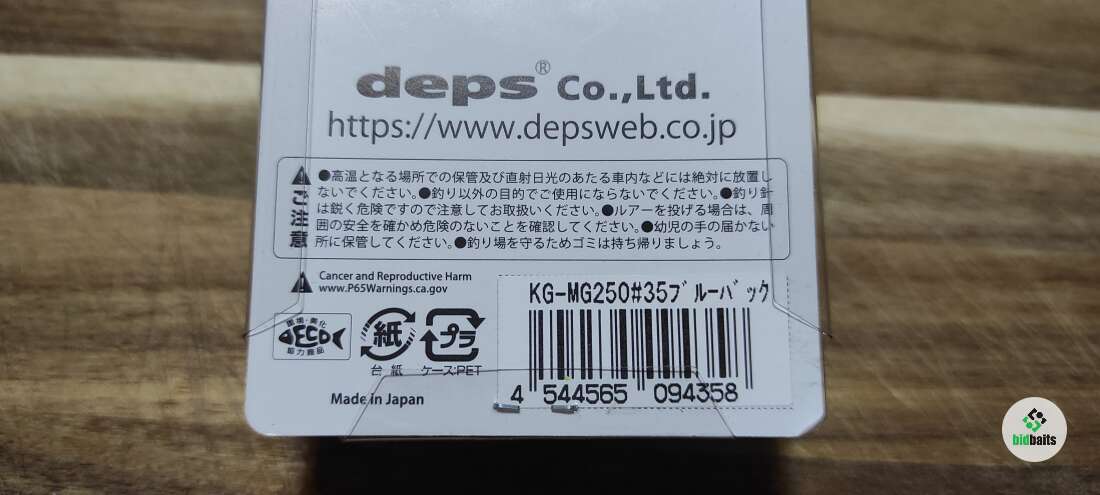 deps® Co.,Ltd.
https://www.depsweb.co.jp
●高温となる場所での保管及び直射日光のあたる車内などには絶対に放置し
ないでください。●釣り以外の目的でご使用にならないでください。●釣り針
は鋭く危険ですので注意してお取扱いください。●ルアーを投げる場合は、周
囲の安全を確かめ危険のないことを確認してください。●幼児の手の届かない
所に保管してください。●釣り場を守るためゴミは持ち帰りましょう。
注意
Cancer and Reproductive Harm
www.P65Warnings.ca.gov
KG-MG250#35ブルーバック
環境・美化
ECO
協力商品
紙
台紙
プラ
ケース:PET
4 544565 094358
Made in Japan
bidbaits